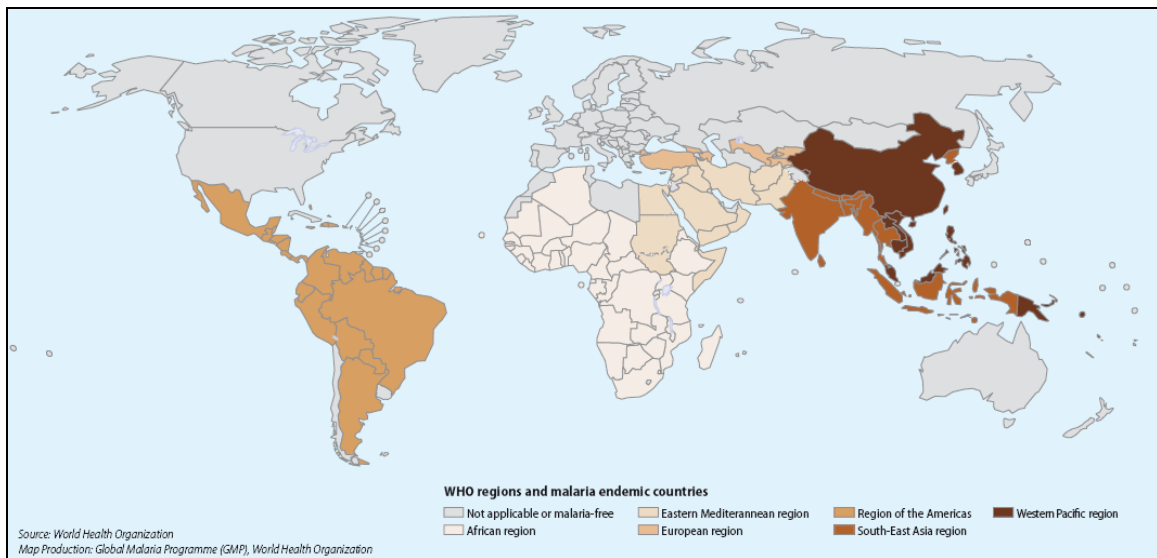 WHO regions and malaria endemic countries
Not applicable or malaria-free
Eastern Mediterannean region
Region of the Americas
Western Pacific region
African region
European region
South-East Asia region
Source: World Health Organization
Map Production: Global Malaria Programme (GMP), World Health Organization